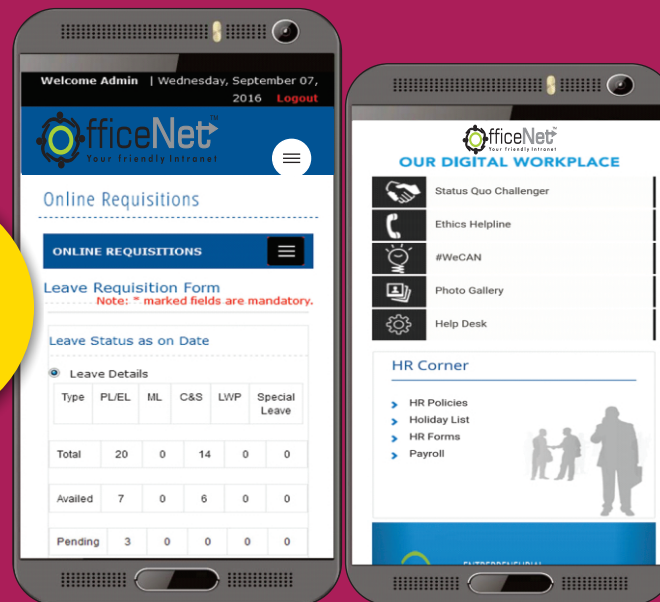 Welcome Admin | Wednesday, September 07,
2016 Logout
OfficeNet™
Your friendly Intranet
Online Requisitions
ONLINE REQUISITIONS
Leave Requisition Form
Note: * marked fields are mandatory.
Leave Status as on Date
Leave Details
Type PL/EL ML C&S LWP Special
Leave
Total 20 0 14 0 0
Availed 7 0 6 0 0
Pending 3 0 0 0 0
OfficeNet™
Your friendly Intranet
OUR DIGITAL WORKPLACE
Status Quo Challenger
Ethics Helpline
#WeCAN
Photo Gallery
Help Desk
HR Corner
HR Policies
Holiday List
HR Forms
Payroll
ENTREPRENEURIAL